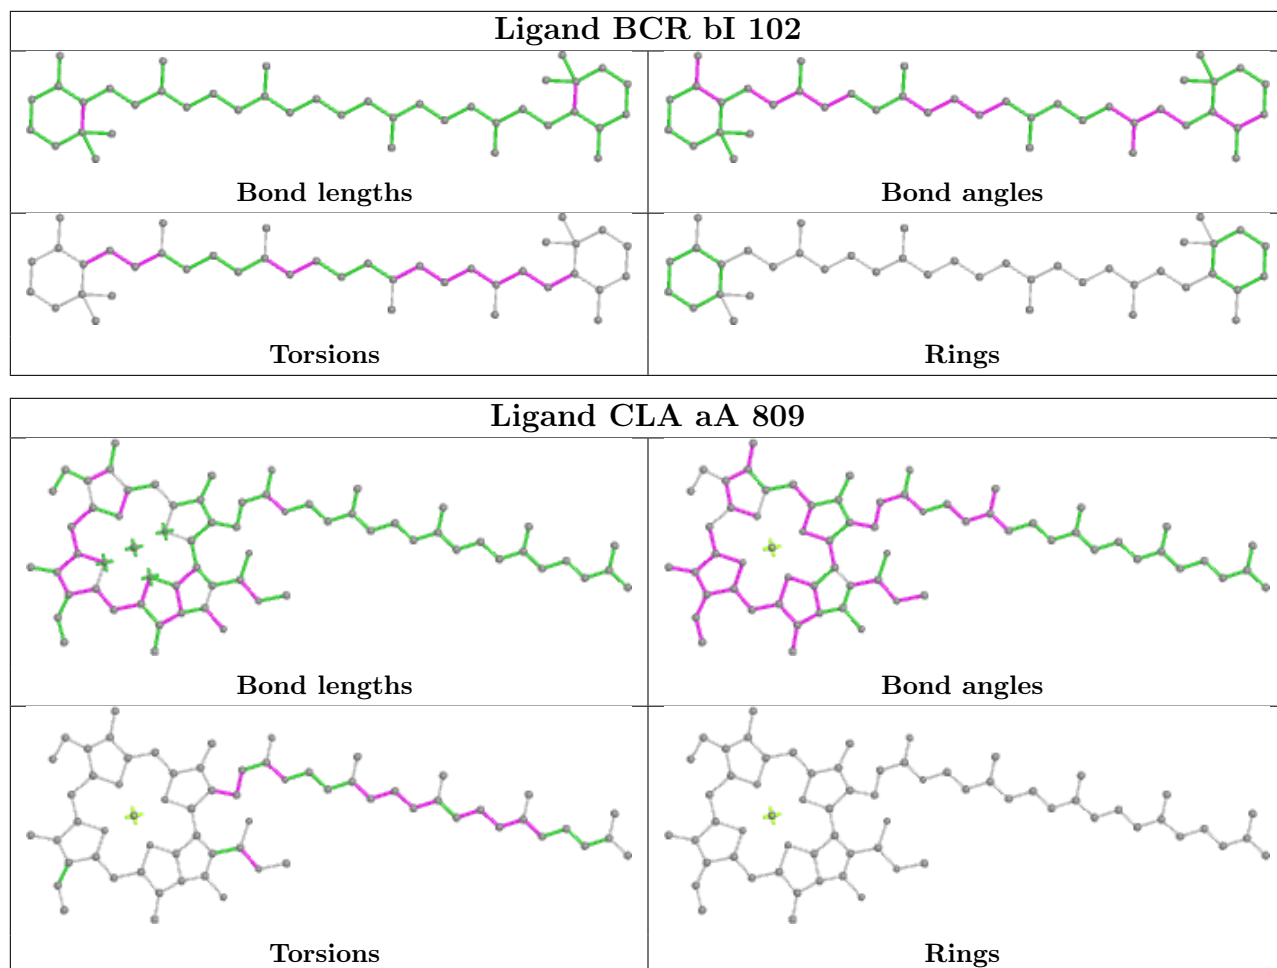 Ligand BCR bI 102
Bond lengths
Bond angles
Torsions
Rings
Ligand CLA aA 809
Bond lengths
Bond angles
Torsions
Rings